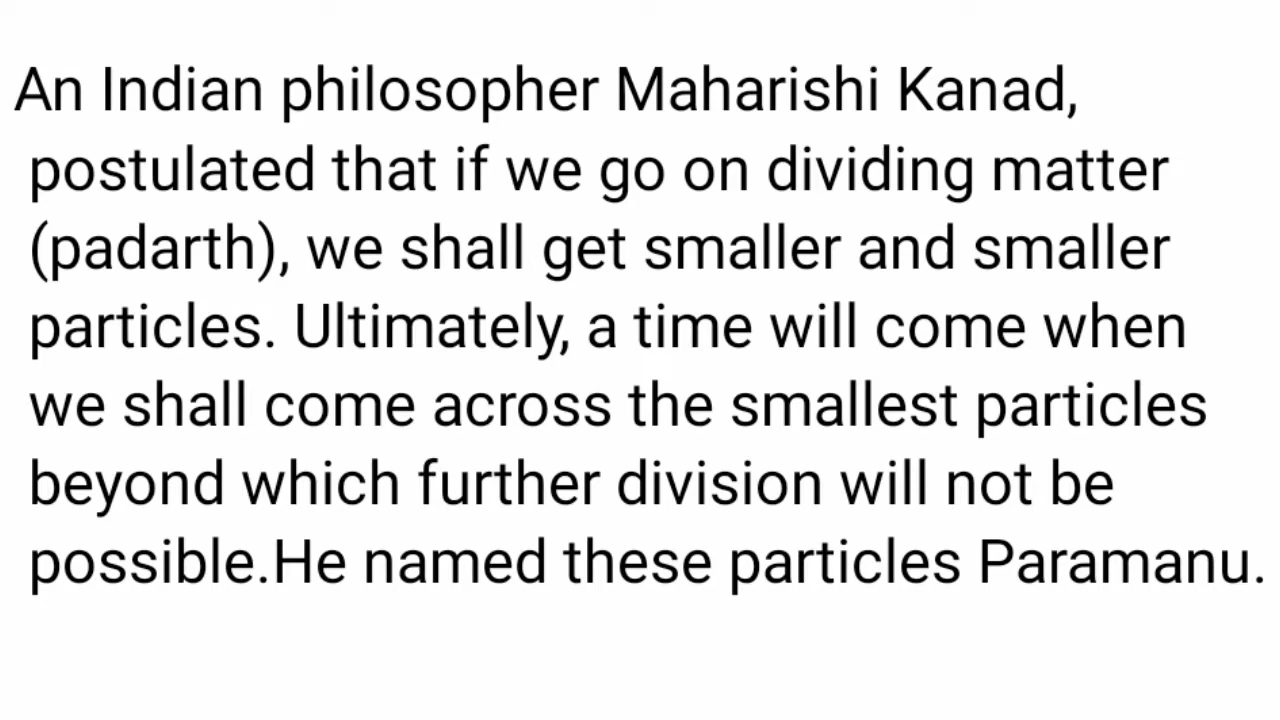 An Indian philosopher Maharishi Kanad,
postulated that if we go on dividing matter
(padarth), we shall get smaller and smaller
particles. Ultimately, a time will come when
we shall come across the smallest particles
beyond which further division will not be
possible.He named these particles Paramanu.